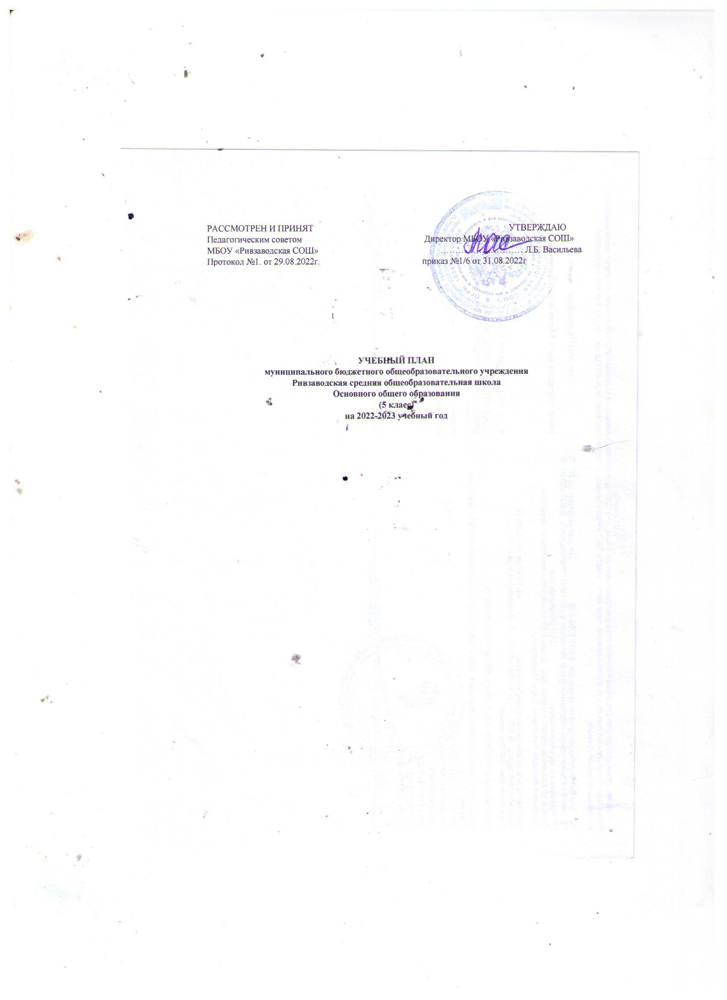 РАССМОТРЕН И ПРИНЯТ
Педагогическим советом
МБОУ «Ривзаводская СОШ»
Протокол №1. от 29.08.2022г.
УТВЕРЖДАЮ
Директор МБОУ «Ривзаводская СОШ»
................................Л.Б. Васильева
приказ №1/6 от 31.08.2022г
УЧЕБНЫЙ ПЛАН
муниципального бюджетного общеобразовательного учреждения
Ривзаводская средняя общеобразовательная школа
Основного общего образования
(5 класс)
на 2022-2023 учебный год